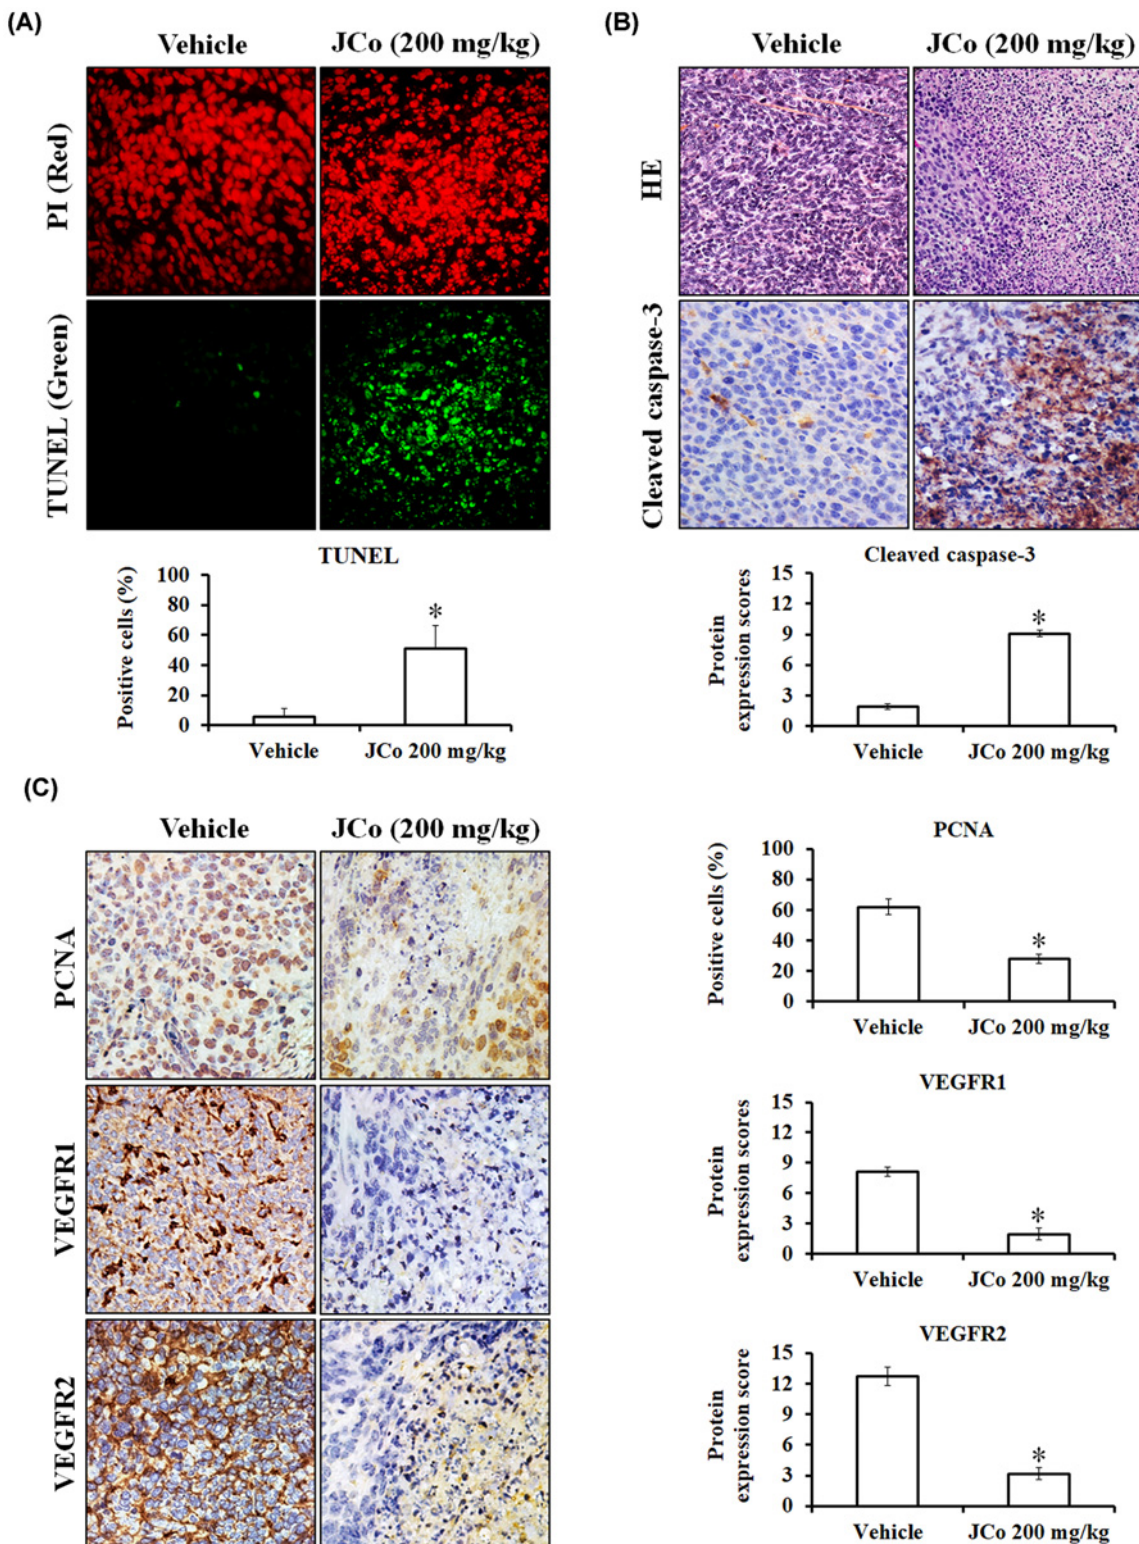 (A)
Vehicle JCo (200 mg/kg)
PI (Red)
TUNEL (Green)
TUNEL
Positive cells (%)
100
80
60
40
20
0
*
Vehicle JCo 200 mg/kg
(B)
Vehicle JCo (200 mg/kg)
HE
Cleaved caspase-3
Cleaved caspase-3
Protein
expression scores
15
12
9
6
3
0
*
Vehicle JCo 200 mg/kg
(C)
Vehicle JCo (200 mg/kg)
PCNA
VEGFR1
VEGFR2
PCNA
Positive cells (%)
100
80
60
40
20
0
*
Vehicle JCo 200 mg/kg
VEGFR1
Protein
expression scores
15
12
9
6
3
0
*
Vehicle JCo 200 mg/kg
VEGFR2
Protein
expression score
15
12
9
6
3
0
*
Vehicle JCo 200 mg/kg